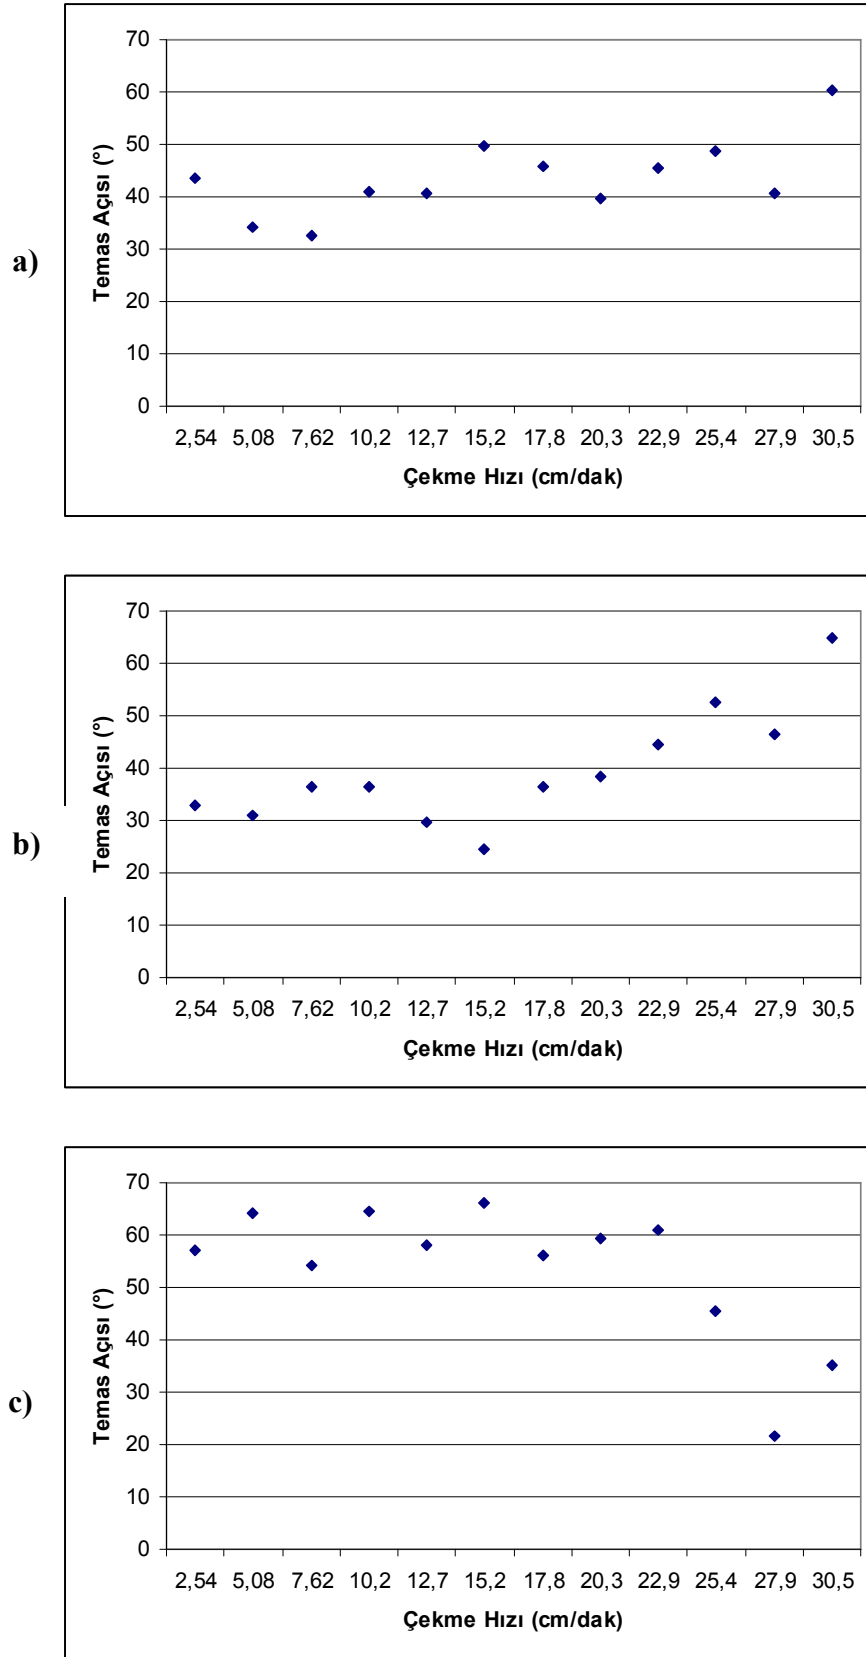 a)
Temas Açısı (°)
70
60
50
40
30
20
10
0
2,54 5,08 7,62 10,2 12,7 15,2 17,8 20,3 22,9 25,4 27,9 30,5
Çekme Hızı (cm/dak)
b)
Temas Açısı (°)
70
60
50
40
30
20
10
0
2,54 5,08 7,62 10,2 12,7 15,2 17,8 20,3 22,9 25,4 27,9 30,5
Çekme Hızı (cm/dak)
c)
Temas Açısı (°)
70
60
50
40
30
20
10
0
2,54 5,08 7,62 10,2 12,7 15,2 17,8 20,3 22,9 25,4 27,9 30,5
Çekme Hızı (cm/dak)